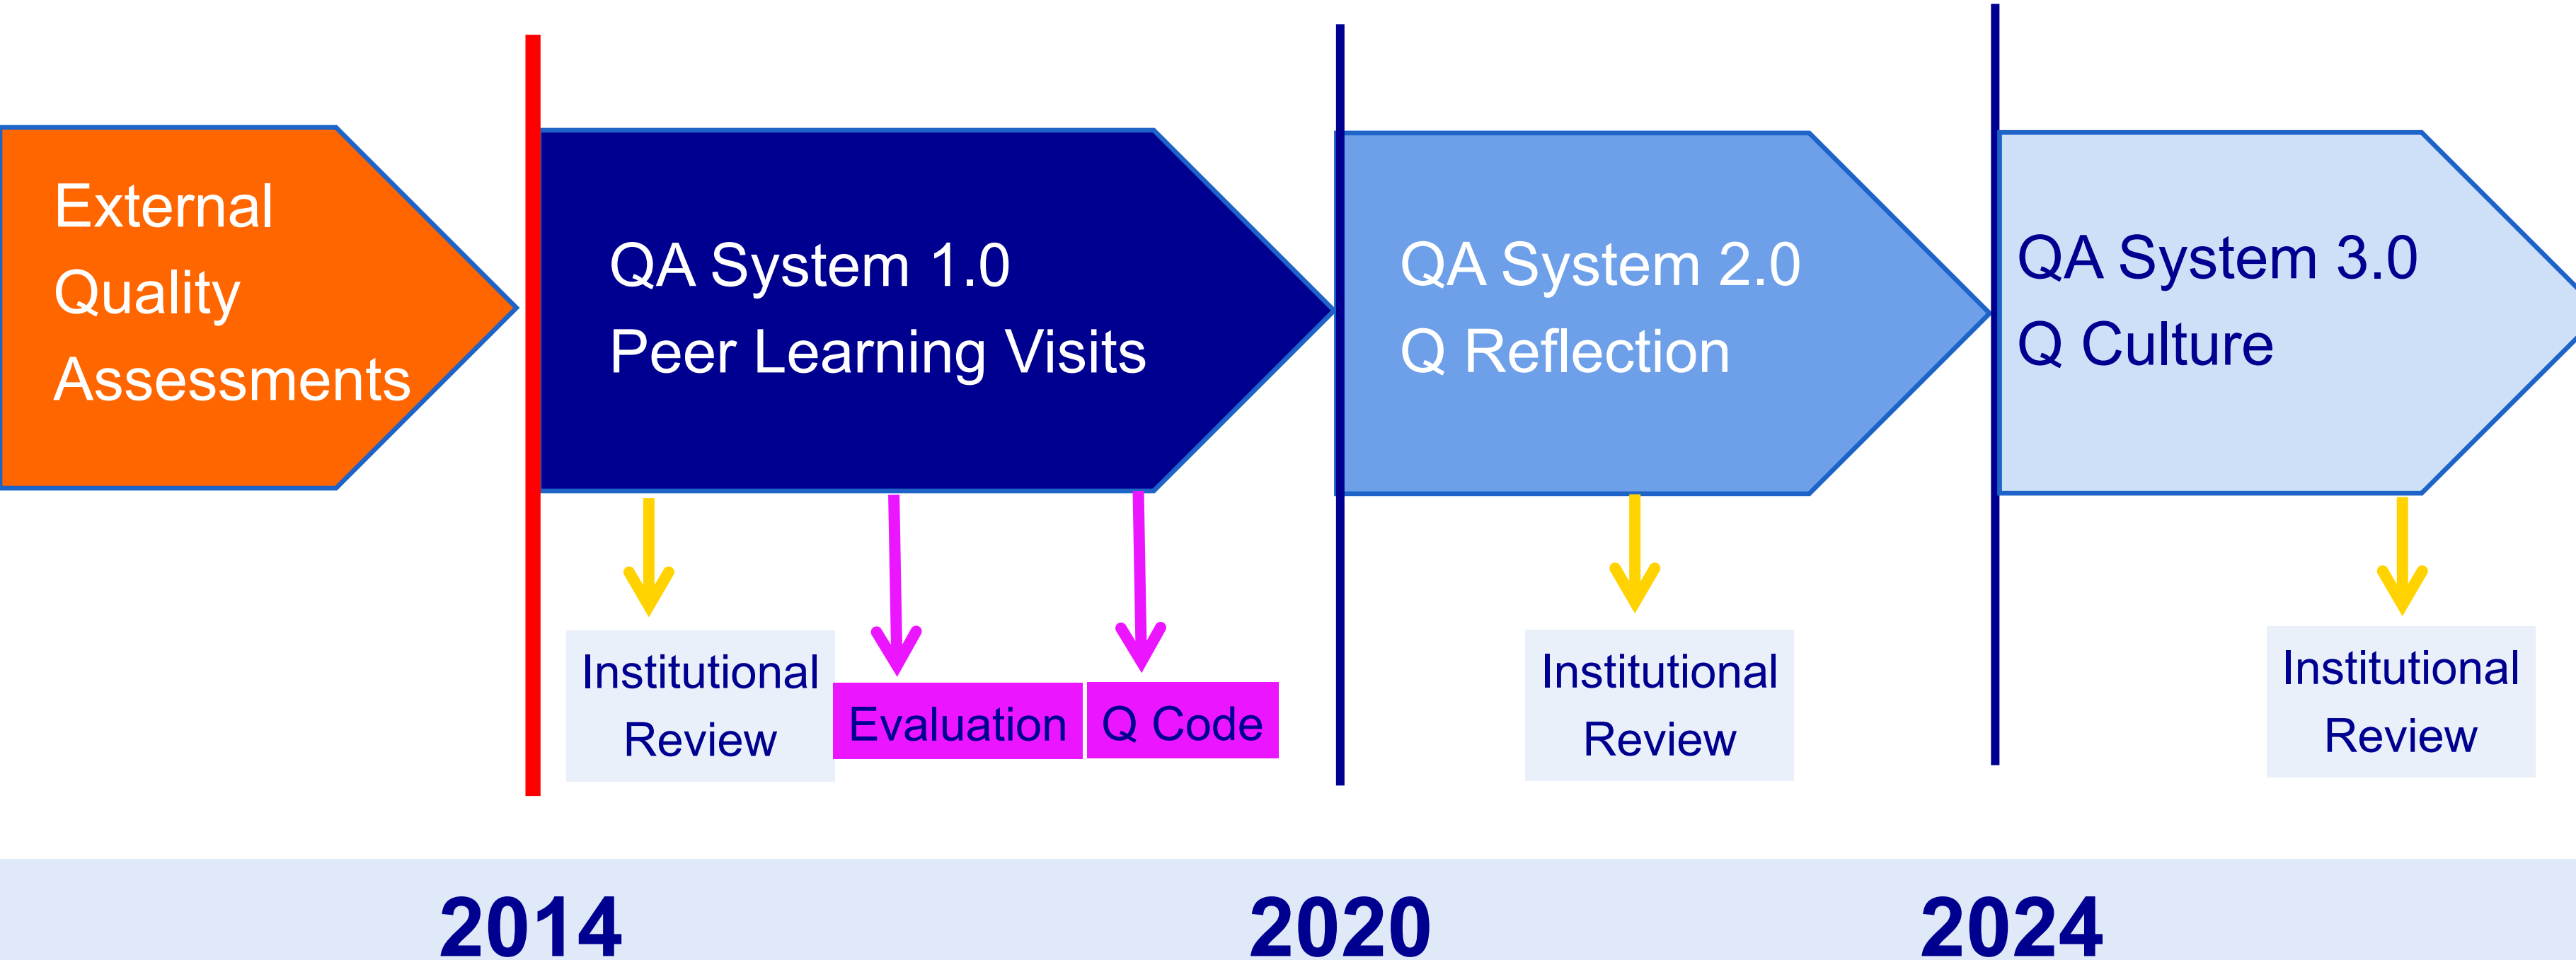 External
Quality
Assessments
QA System 1.0
Peer Learning Visits
QA System 2.0
Q Reflection
QA System 3.0
Q Culture
Institutional
Review
Evaluation
Q Code
Institutional
Review
Institutional
Review
2014
2020
2024